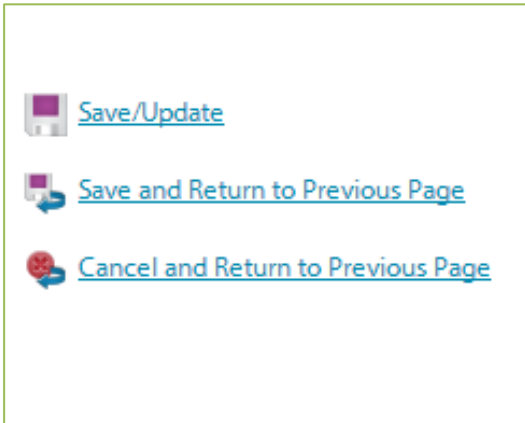 Save/Update
Save and Return to Previous Page
Cancel and Return to Previous Page